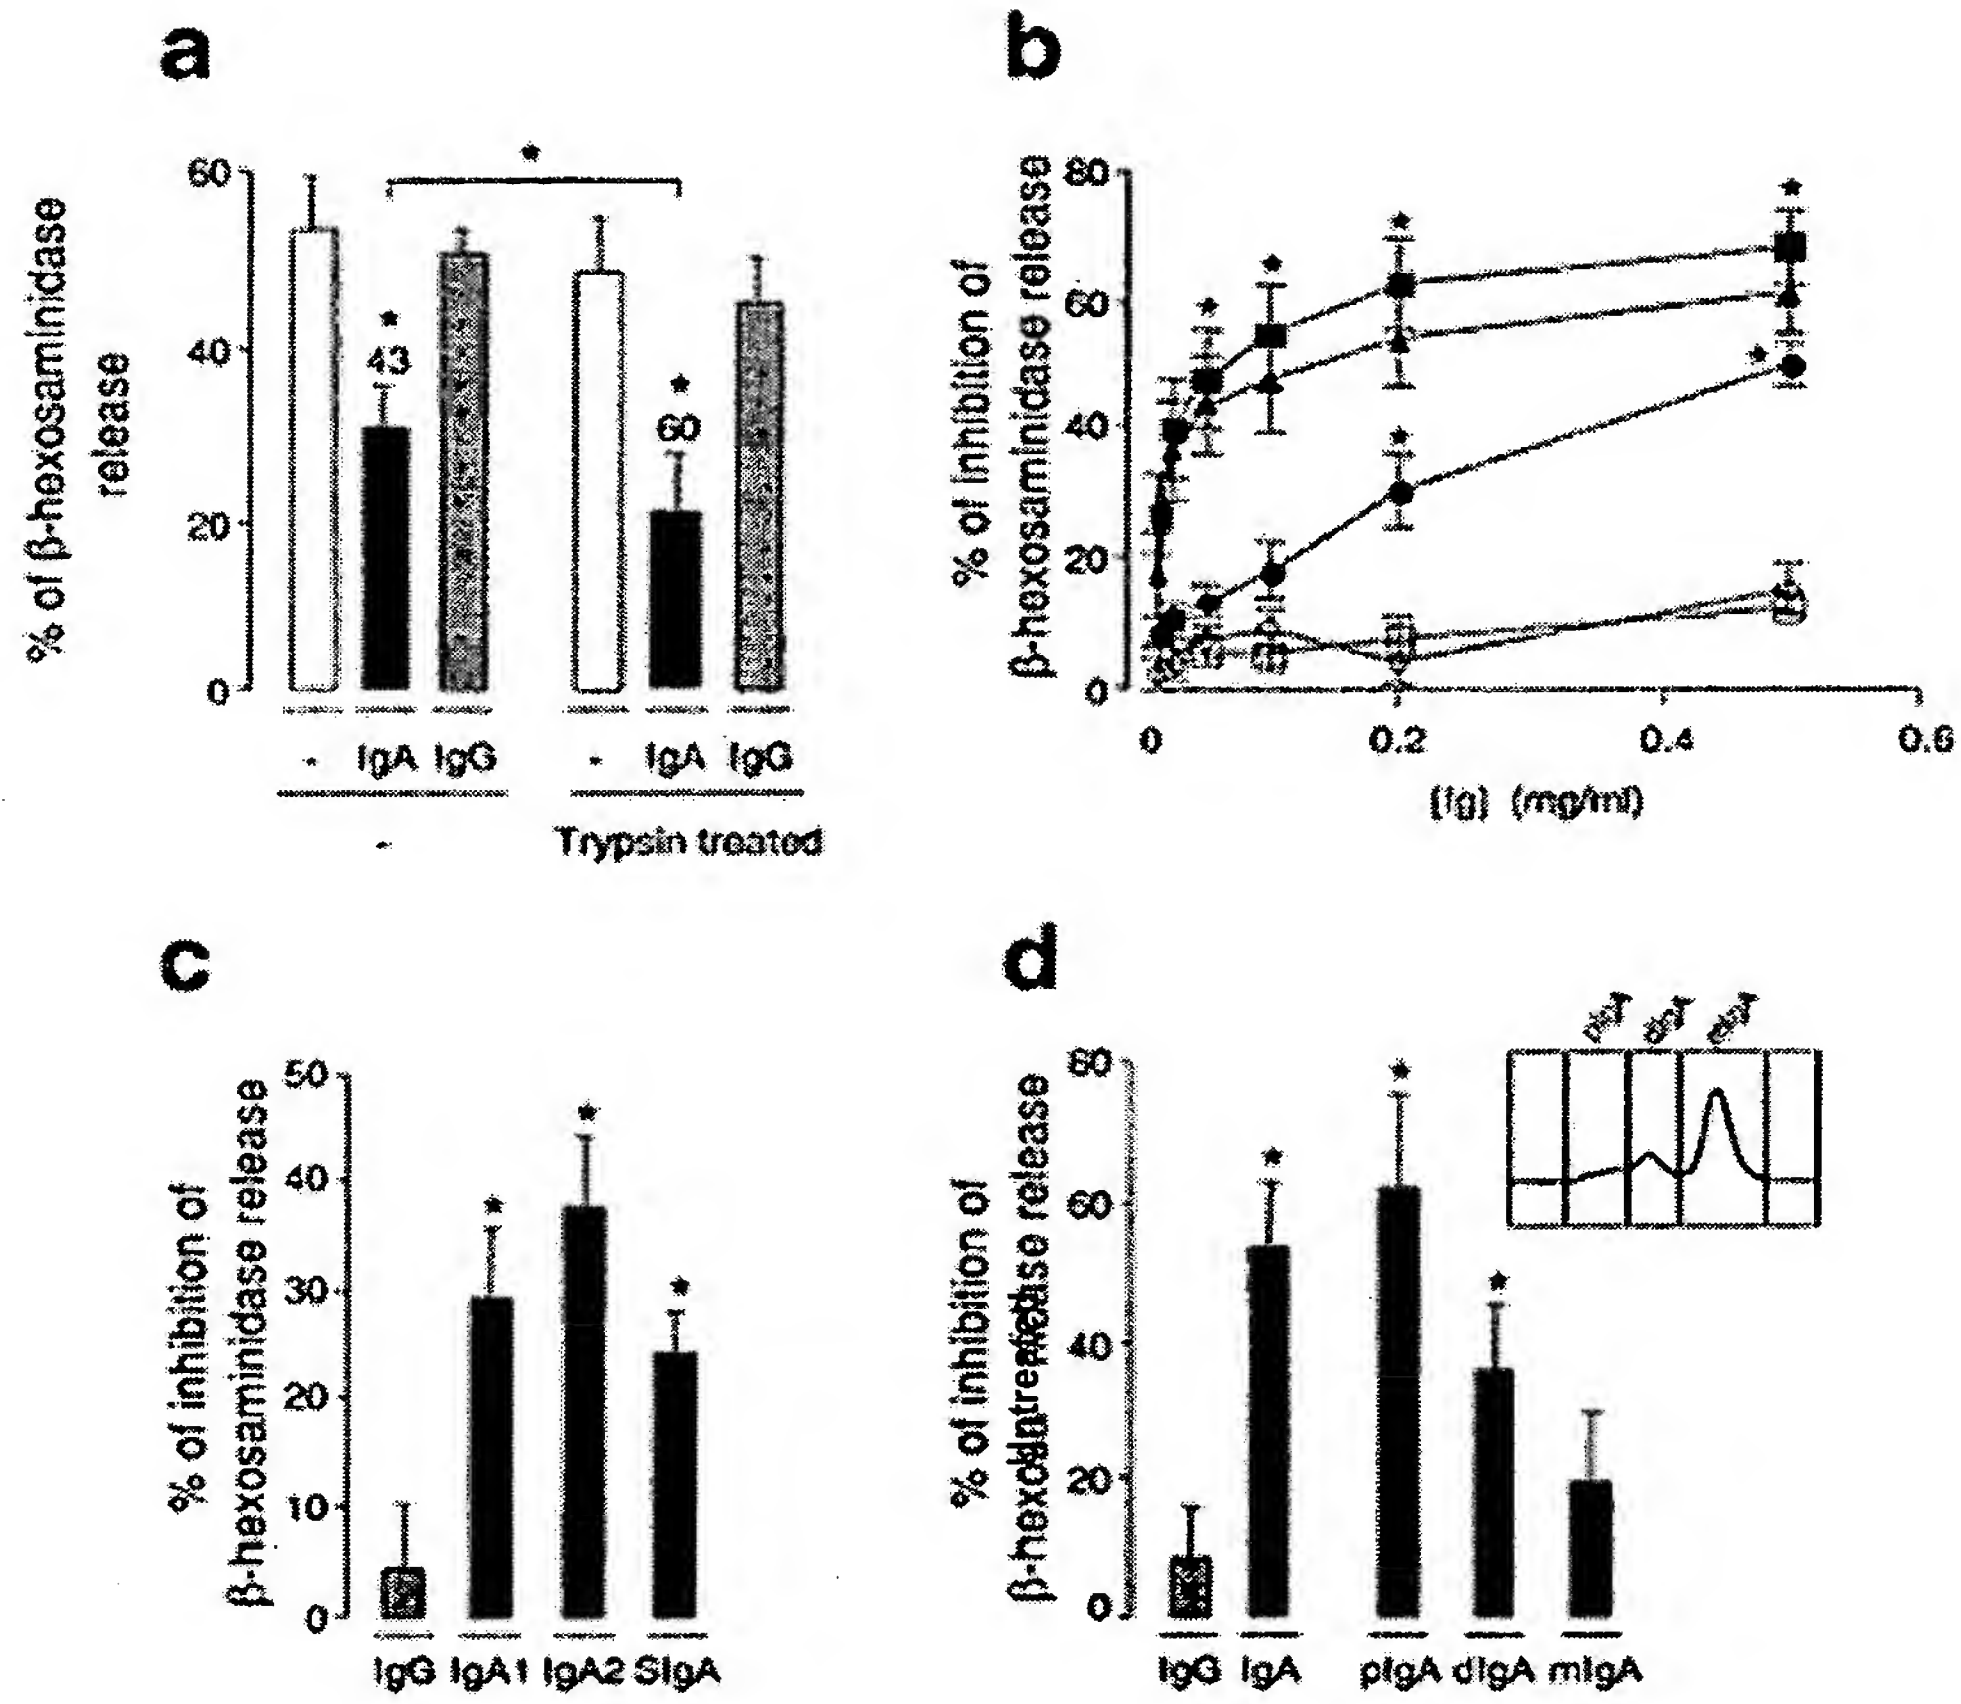 a
% of β-hexosaminidase
release
60
40
20
0
*
*
43
*
60
- IgA IgG - IgA IgG
- Trypsin treated
b
% of inhibition of
β-hexosaminidase release
80
60
40
20
0
* * * *
* *
0 0.2 0.4 0.6
[Ig] (mg/ml)
c
% of inhibition of
β-hexosaminidase release
50
40
30
20
10
0
* * *
IgG IgA1 IgA2 SIgA
d
% of inhibition of
80
60
40
20
0
* * *
IgG IgA pIgA dIgA mIgA